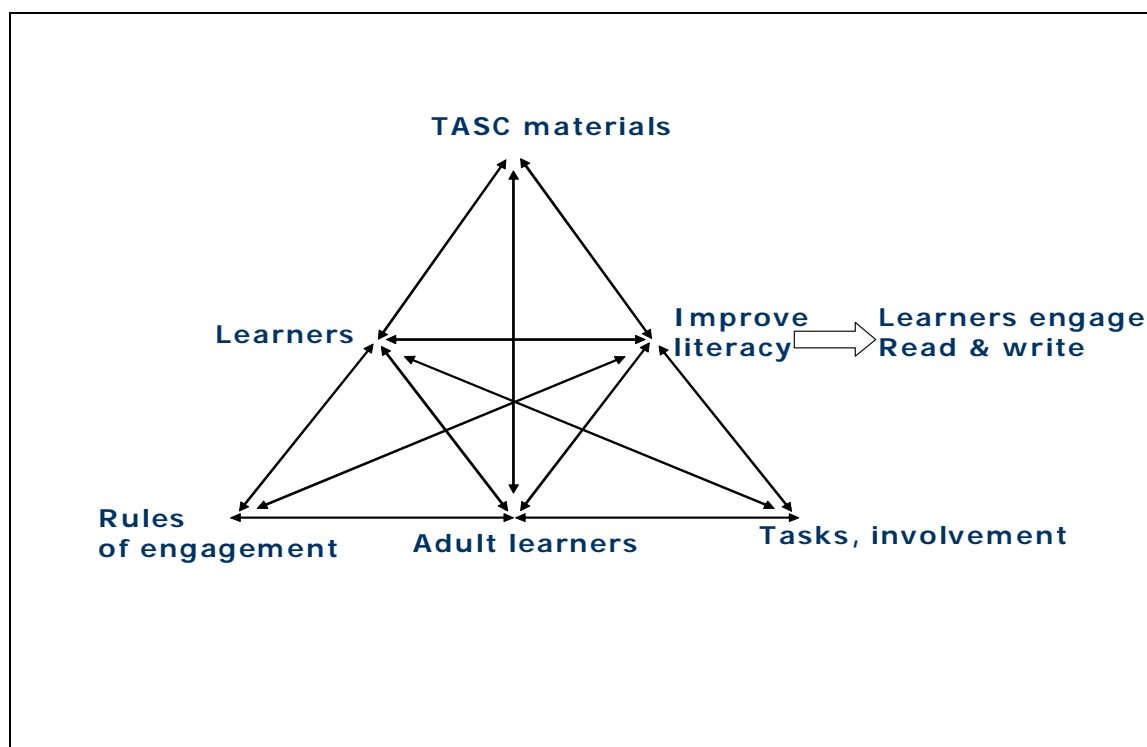 TASC materials
Learners
Improve
literacy
Learners engage
Read & write
Rules
of engagement
Adult learners
Tasks, involvement